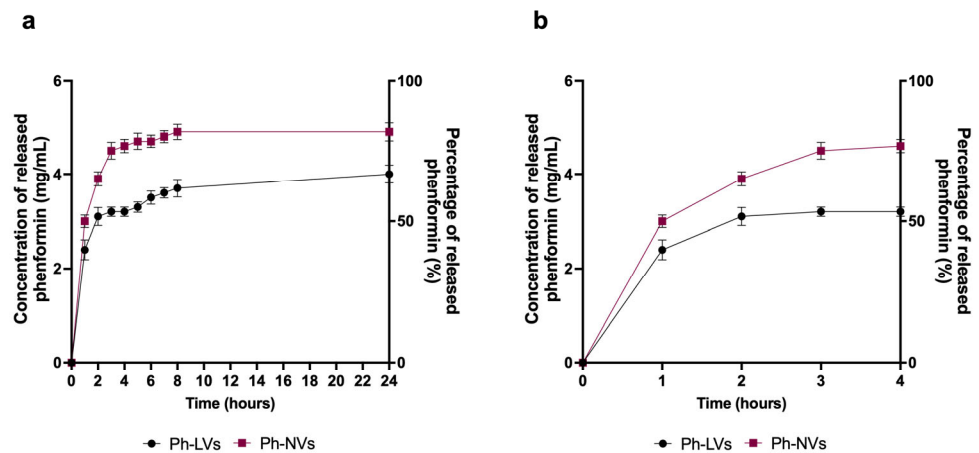 a
Concentration of released
phenformin (mg/mL)
6
4
2
0
100
50
0
Percentage of released
phenformin (%)
0 2 4 6 8 10 12 14 16 18 20 22 24
Time (hours)
Ph-LVs Ph-NVs
b
Concentration of released
phenformin (mg/mL)
6
4
2
0
100
50
0
Percentage of released
phenformin (%)
0 1 2 3 4
Time (hours)
Ph-LVs Ph-NVs